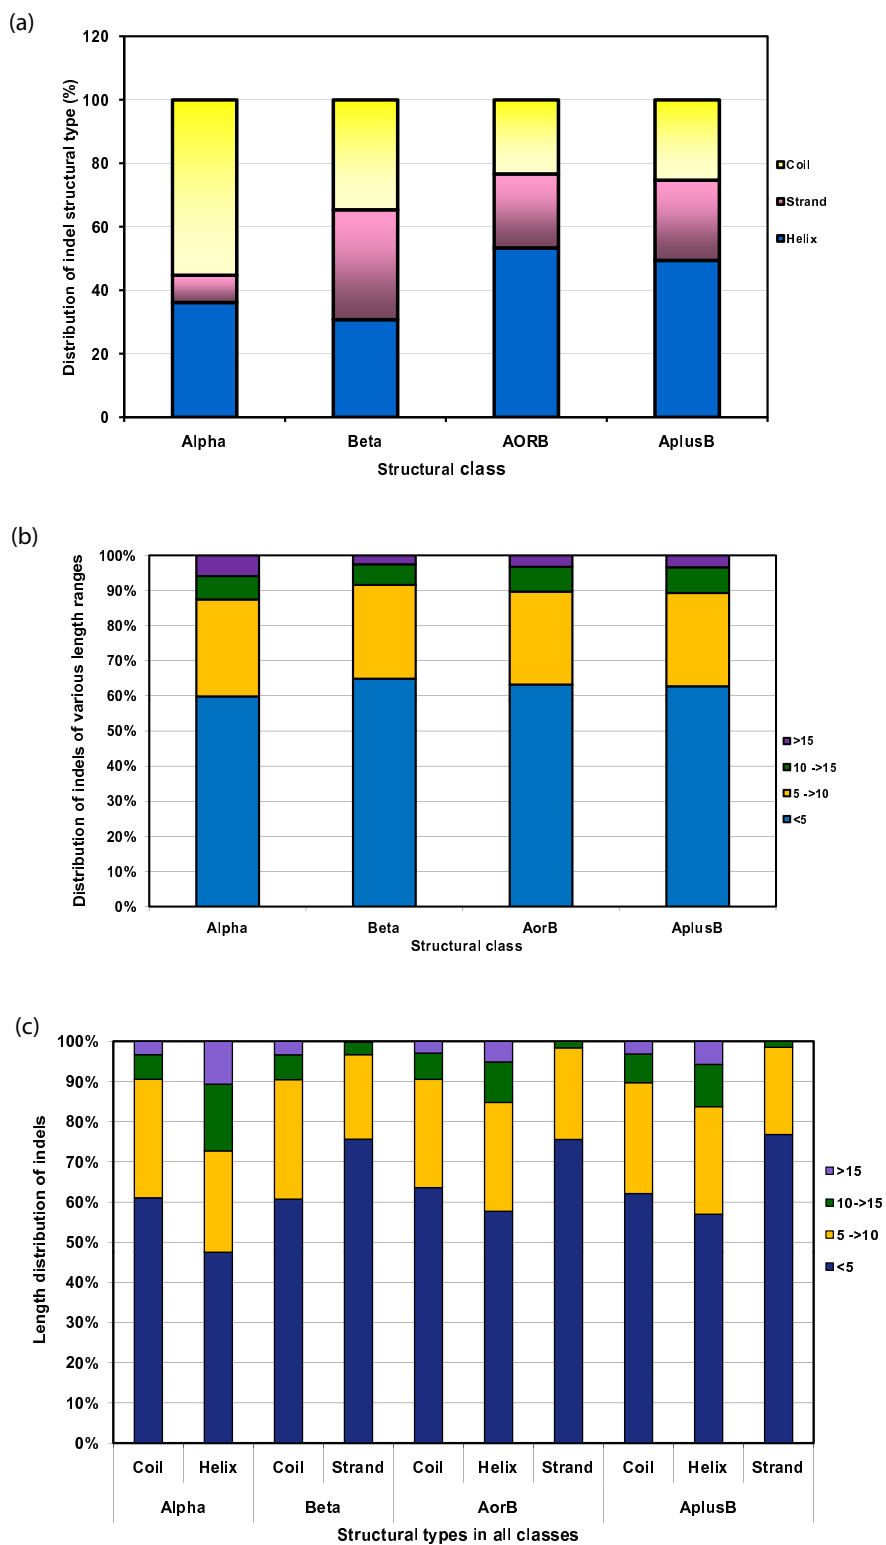 (a)
Distribution of indel structural type (%)
120
100
80
60
40
20
0
Coil
Strand
Helix
Alpha Beta AORB AplusB
Structural class
(b)
Distribution of indels of various length ranges
100%
90%
80%
70%
60%
50%
40%
30%
20%
10%
0%
>15
10 ->15
5 ->10
<5
Alpha Beta AorB AplusB
Structural class
(c)
Length distribution of indels
100%
90%
80%
70%
60%
50%
40%
30%
20%
10%
0%
>15
10->15
5 ->10
<5
Coil Helix Coil Strand Coil Helix Strand Coil Helix Strand
Alpha Beta AorB AplusB
Structural types in all classes